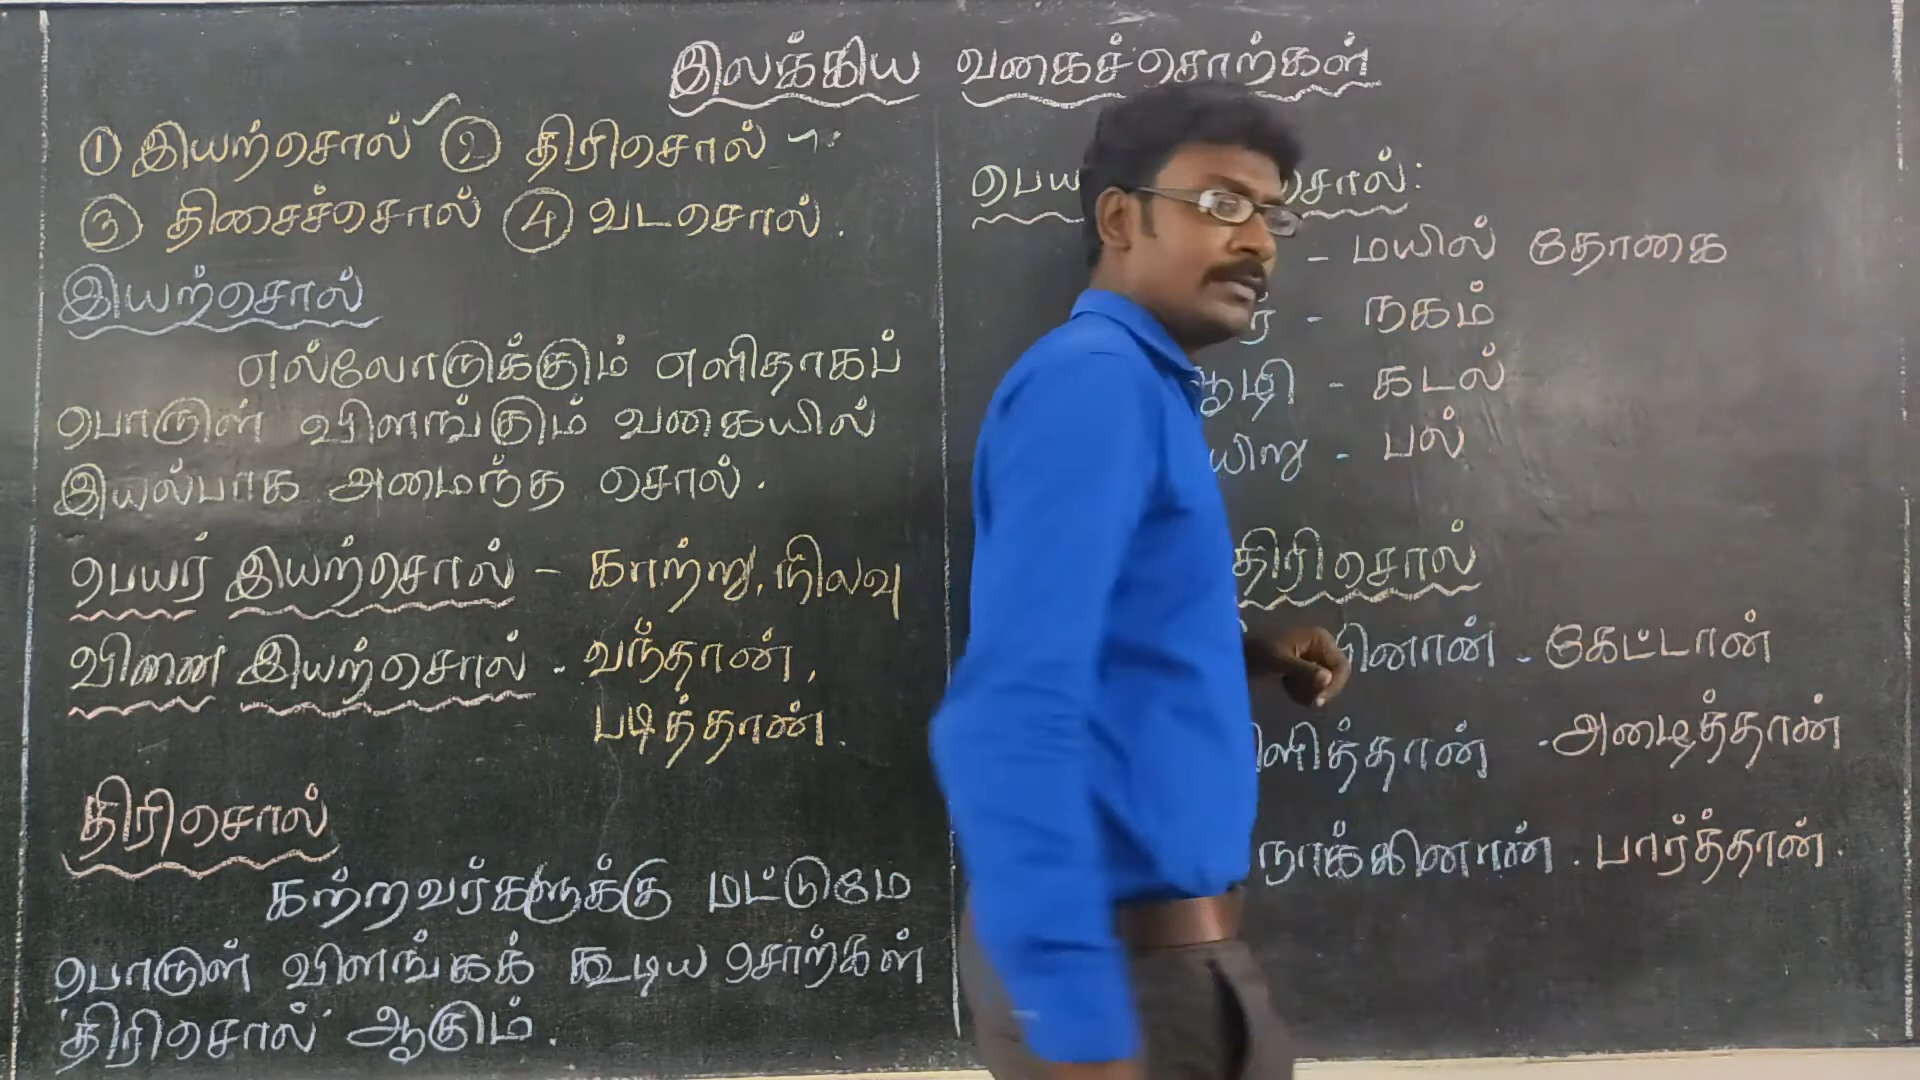 இலக்கிய வகைச்சொற்கள்
① இயற்சொல் ② திரிசொல்
③ திசைச்சொல் ④ வடசொல்.
இயற்சொல்
எல்லோருக்கும் எளிதாகப்
பொருள் விளங்கும் வகையில்
இயல்பாக அமைந்த சொல்.
பெயர் இயற்சொல் - காற்று, நிலவு
வினை இயற்சொல் - வந்தான்,
படித்தான்.
திரிசொல்
கற்றவர்களுக்கு மட்டுமே
பொருள் விளங்கக் கூடிய சொற்கள்
'திரிசொல்' ஆகும்.
- மயில் தோகை
- நகம்
- கடல்
- பல்
திரிசொல்
- கேட்டான்
- அழைத்தான்
- பார்த்தான்.